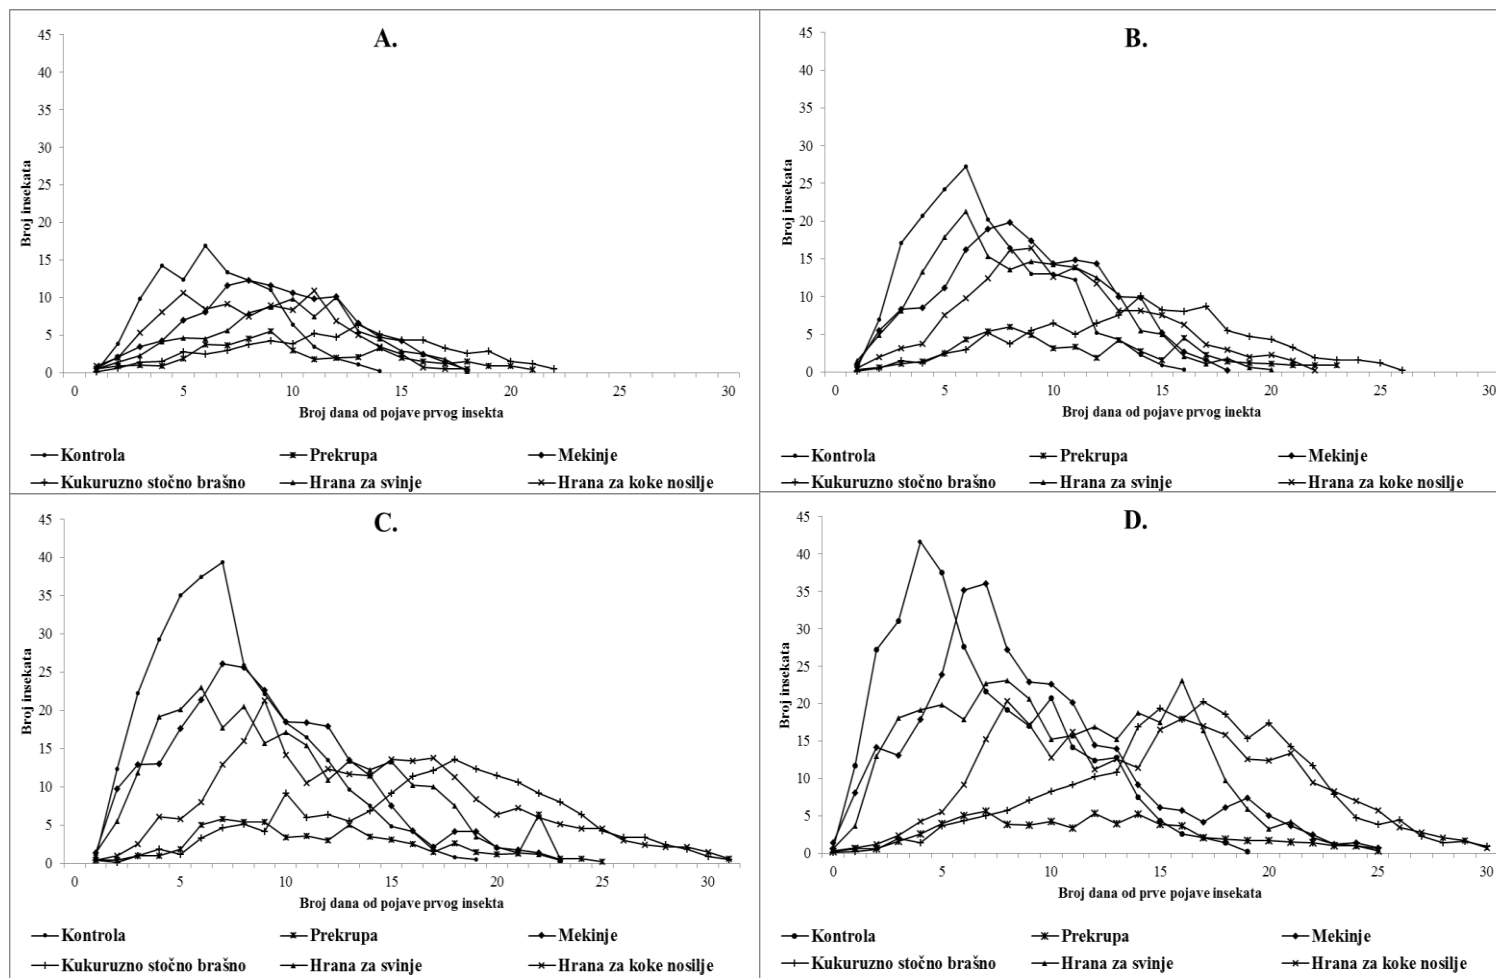 A.
45
40
35
30
25
20
15
10
5
0
Broj insekata
0 5 10 15 20 25 30
Broj dana od pojave prvog insekta
Kontrola Prekrupa Mekinje
Kukuruzno stočno brašno Hrana za svinje Hrana za koke nosilje
B.
45
40
35
30
25
20
15
10
5
0
Broj insekata
0 5 10 15 20 25 30
Broj dana od pojave prvog inekta
Kontrola Prekrupa Mekinje
Kukuruzno stočno brašno Hrana za svinje Hrana za koke nosilje
C.
45
40
35
30
25
20
15
10
5
0
Broj insekata
0 5 10 15 20 25 30
Broj dana od pojave prvog insekta
Kontrola Prekrupa Mekinje
Kukuruzno stočno brašno Hrana za svinje Hrana za koke nosilje
D.
45
40
35
30
25
20
15
10
5
0
Broj insekata
0 5 10 15 20 25 30
Broj dana od prve pojave insekata
Kontrola Prekrupa Mekinje
Kukuruzno stočno brašno Hrana za svinje Hrana za koke nosilje